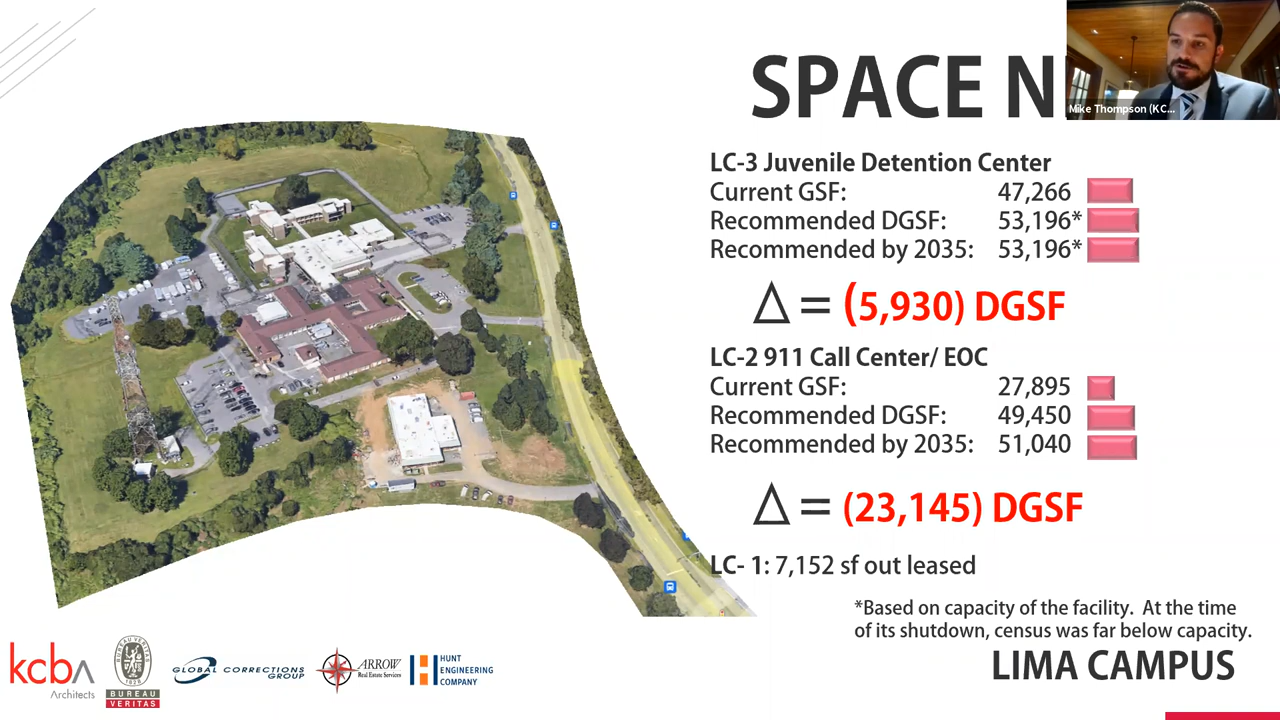 SPACE N
Mike Thompson (KC...
LC-3 Juvenile Detention Center
Current GSF: 47,266
Recommended DGSF: 53,196*
Recommended by 2035: 53,196*
Δ = (5,930) DGSF
LC-2 911 Call Center/ EOC
Current GSF: 27,895
Recommended DGSF: 49,450
Recommended by 2035: 51,040
Δ = (23,145) DGSF
LC- 1: 7,152 sf out leased
*Based on capacity of the facility. At the time
of its shutdown, census was far below capacity.
LIMA CAMPUS
kcba
Architects
BUREAU VERITAS
1828
BUREAU
VERITAS
GLOBAL CORRECTIONS
GROUP
ARROW
Real Estate Services
HUNT
ENGINEERING
COMPANY